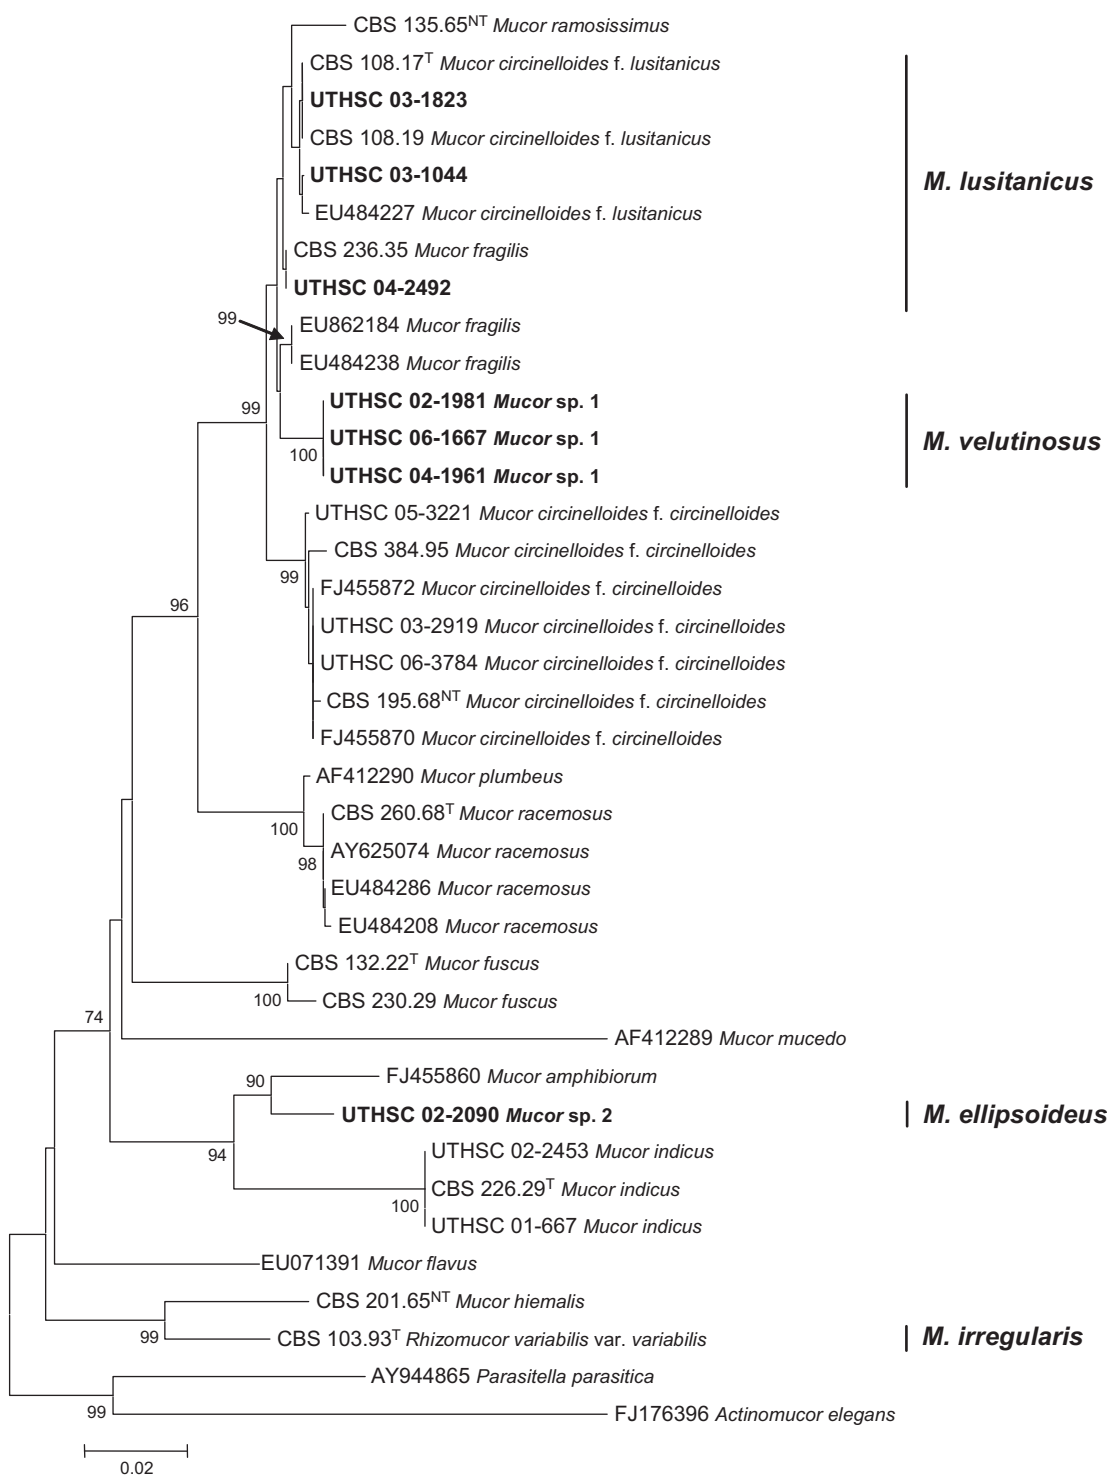 CBS 135.65NT Mucor ramosissimus
CBS 108.17T Mucor circinelloides f. lusitanicus
UTHSC 03-1823
CBS 108.19 Mucor circinelloides f. lusitanicus
UTHSC 03-1044
M. lusitanicus
EU484227 Mucor circinelloides f. lusitanicus
CBS 236.35 Mucor fragilis
UTHSC 04-2492
99
EU862184 Mucor fragilis
EU484238 Mucor fragilis
UTHSC 02-1981 Mucor sp. 1
99
UTHSC 06-1667 Mucor sp. 1
M. velutinosus
100
UTHSC 04-1961 Mucor sp. 1
UTHSC 05-3221 Mucor circinelloides f. circinelloides
CBS 384.95 Mucor circinelloides f. circinelloides
99
FJ455872 Mucor circinelloides f. circinelloides
96
UTHSC 03-2919 Mucor circinelloides f. circinelloides
UTHSC 06-3784 Mucor circinelloides f. circinelloides
CBS 195.68NT Mucor circinelloides f. circinelloides
FJ455870 Mucor circinelloides f. circinelloides
AF412290 Mucor plumbeus
CBS 260.68T Mucor racemosus
100
AY625074 Mucor racemosus
98
EU484286 Mucor racemosus
EU484208 Mucor racemosus
CBS 132.22T Mucor fuscus
100
CBS 230.29 Mucor fuscus
74
AF412289 Mucor mucedo
FJ455860 Mucor amphibiorum
90
UTHSC 02-2090 Mucor sp. 2
M. ellipsoideus
UTHSC 02-2453 Mucor indicus
94
CBS 226.29T Mucor indicus
100
UTHSC 01-667 Mucor indicus
EU071391 Mucor flavus
CBS 201.65NT Mucor hiemalis
99
CBS 103.93T Rhizomucor variabilis var. variabilis
M. irregularis
AY944865 Parasitella parasitica
99
FJ176396 Actinomucor elegans
0.02